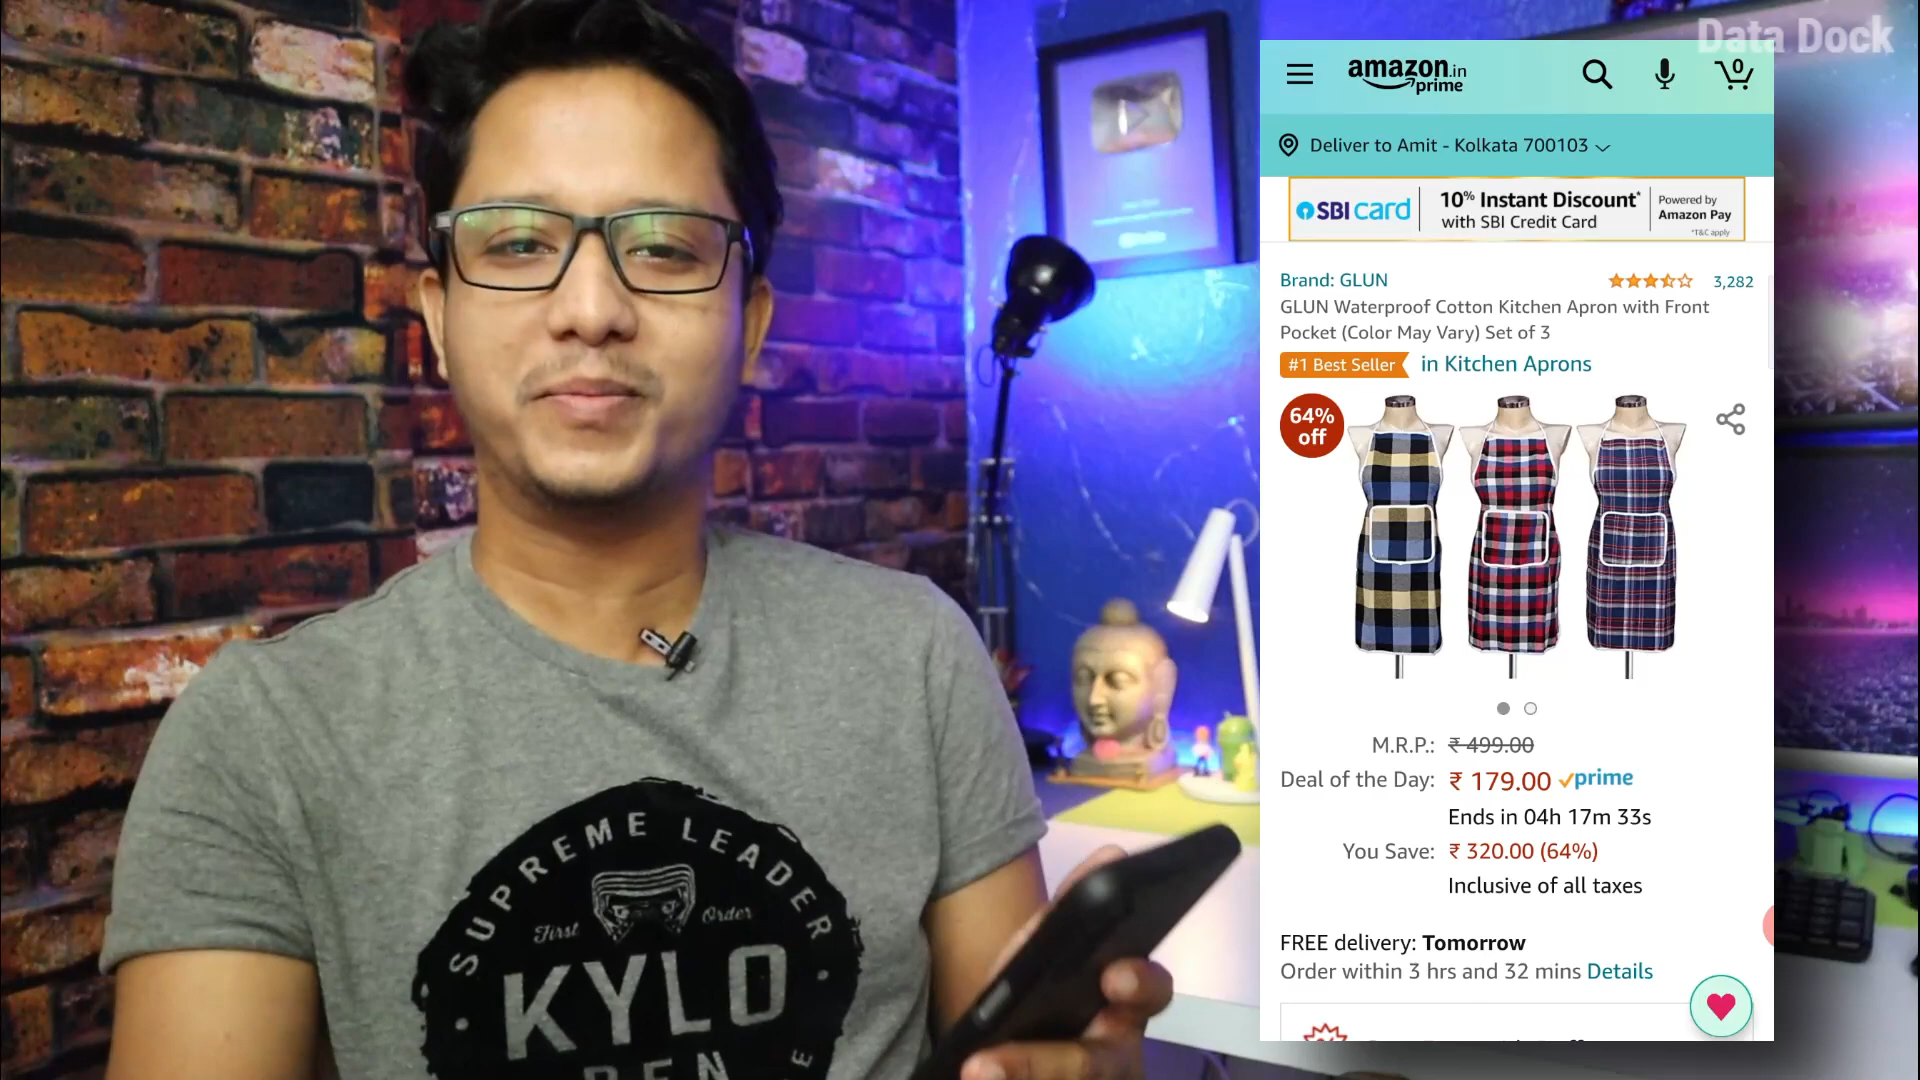 Data Dock
amazon.in
prime
0
Deliver to Amit - Kolkata 700103
SBI card
10% Instant Discount*
with SBI Credit Card
Powered by
Amazon Pay
*T&C apply
Brand: GLUN
3,282
GLUN Waterproof Cotton Kitchen Apron with Front
Pocket (Color May Vary) Set of 3
#1 Best Seller in Kitchen Aprons
64%
off
M.R.P.: ₹ 499.00
Deal of the Day: ₹ 179.00 prime
Ends in 04h 17m 33s
You Save: ₹ 320.00 (64%)
Inclusive of all taxes
FREE delivery: Tomorrow
Order within 3 hrs and 32 mins Details
SUPREME LEADER
First Order
KYLO
REN